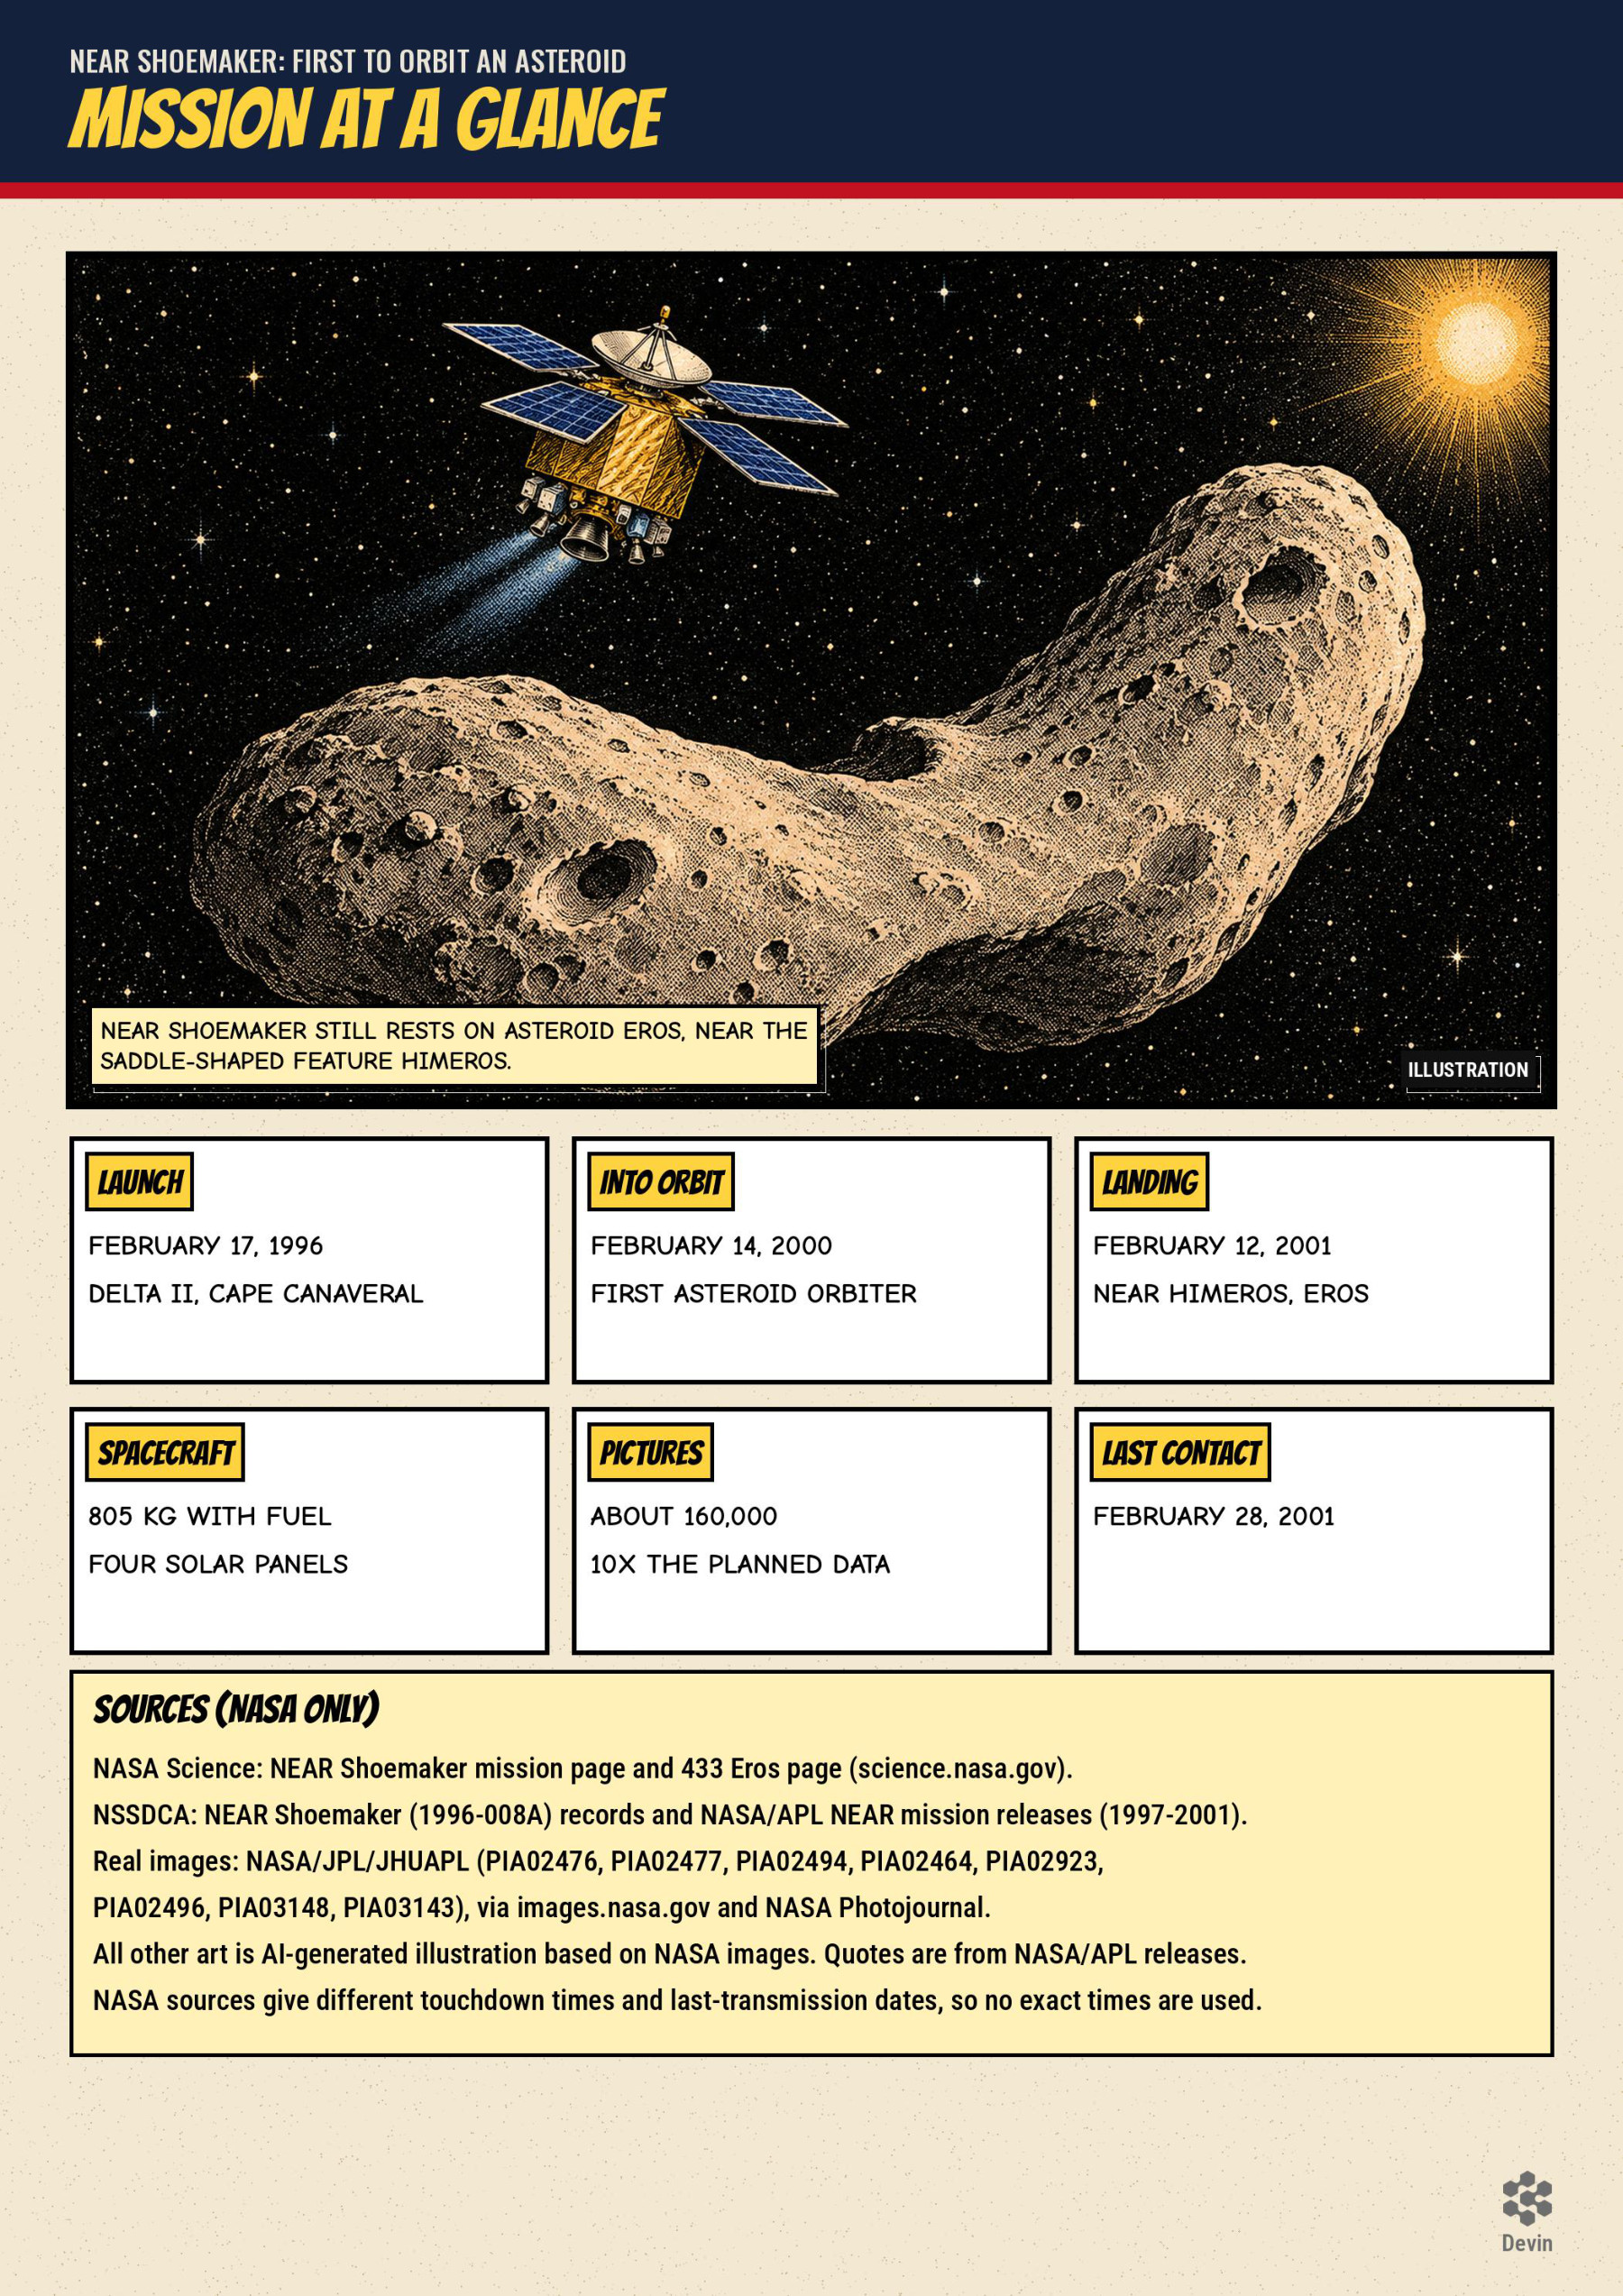 NEAR SHOEMAKER: FIRST TO ORBIT AN ASTEROID
MISSION AT A GLANCE
NEAR SHOEMAKER STILL RESTS ON ASTEROID EROS, NEAR THE
SADDLE-SHAPED FEATURE HIMEROS.
ILLUSTRATION
LAUNCH
FEBRUARY 17, 1996
DELTA II, CAPE CANAVERAL
INTO ORBIT
FEBRUARY 14, 2000
FIRST ASTEROID ORBITER
LANDING
FEBRUARY 12, 2001
NEAR HIMEROS, EROS
SPACECRAFT
805 KG WITH FUEL
FOUR SOLAR PANELS
PICTURES
ABOUT 160,000
10X THE PLANNED DATA
LAST CONTACT
FEBRUARY 28, 2001
SOURCES (NASA ONLY)
NASA Science: NEAR Shoemaker mission page and 433 Eros page (science.nasa.gov).
NSSDCA: NEAR Shoemaker (1996-008A) records and NASA/APL NEAR mission releases (1997-2001).
Real images: NASA/JPL/JHUAPL (PIA02476, PIA02477, PIA02494, PIA02464, PIA02923,
PIA02496, PIA03148, PIA03143), via images.nasa.gov and NASA Photojournal.
All other art is AI-generated illustration based on NASA images. Quotes are from NASA/APL releases.
NASA sources give different touchdown times and last-transmission dates, so no exact times are used.
Devin